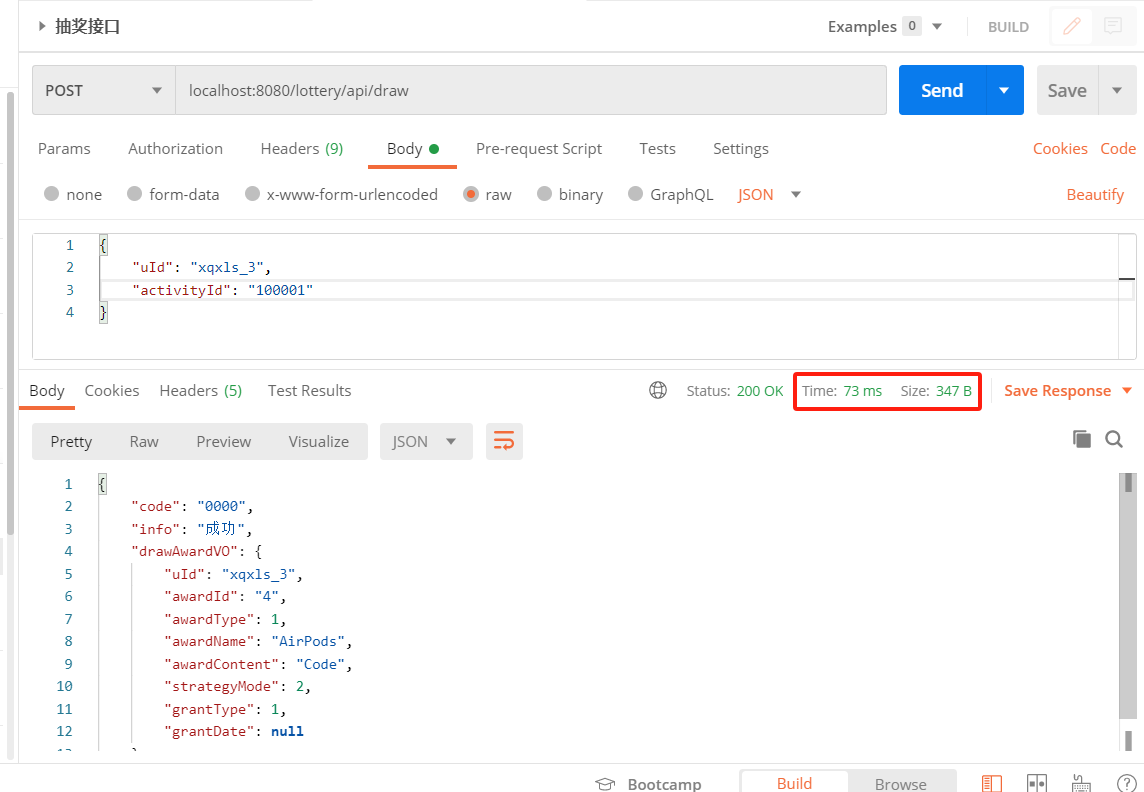 抽奖接口 Examples 0 BUILD
POST localhost:8080/lottery/api/draw Send Save
Params Authorization Headers (9) Body Pre-request Script Tests Settings Cookies Code
none form-data x-www-form-urlencoded raw binary GraphQL JSON Beautify
1 {
2 "uId": "xqxls_3",
3 "activityId": "100001"
4 }
Body Cookies Headers (5) Test Results Status: 200 OK Time: 73 ms Size: 347 B Save Response
Pretty Raw Preview Visualize JSON
1 {
2 "code": "0000",
3 "info": "成功",
4 "drawAwardVO": {
5 "uId": "xqxls_3",
6 "awardId": "4",
7 "awardType": 1,
8 "awardName": "AirPods",
9 "awardContent": "Code",
10 "strategyMode": 2,
11 "grantType": 1,
12 "grantDate": null
Bootcamp Build Browse